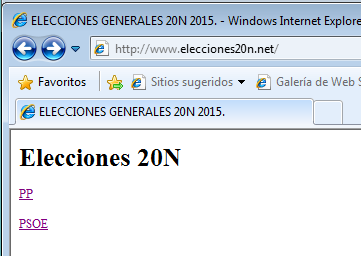 ELECCIONES GENERALES 20N 2015. - Windows Internet Explore
http://www.elecciones20n.net/
Favoritos Sitios sugeridos Galería de Web S
ELECCIONES GENERALES 20N 2015.
Elecciones 20N
PP
PSOE